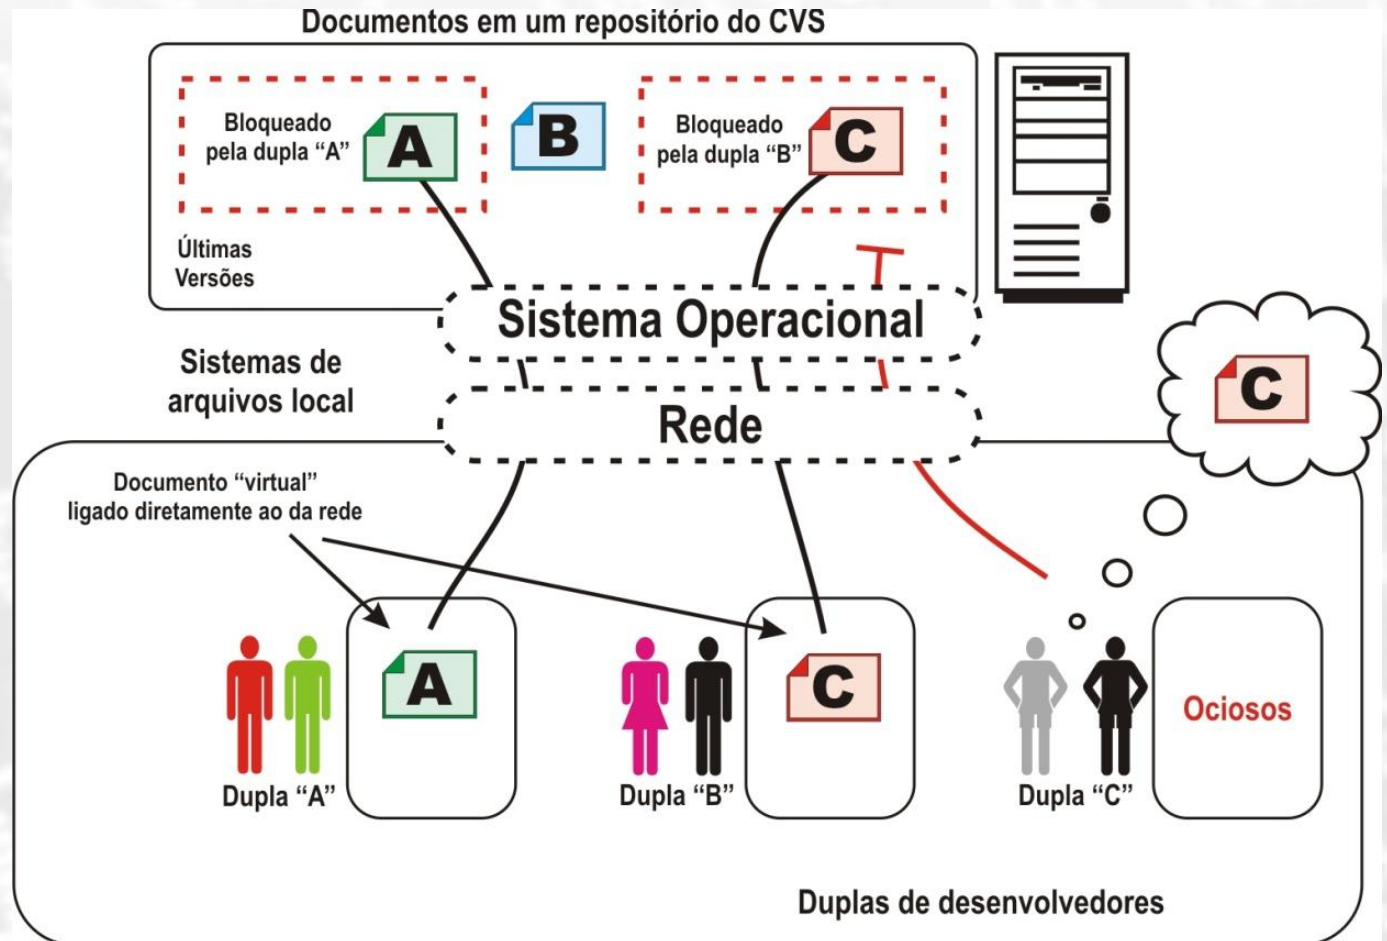 Documentos em um repositório do CVS
Bloqueado
pela dupla “A”
A
B
Bloqueado
pela dupla “B”
C
Últimas
Versões
Sistema Operacional
Sistemas de
arquivos local
Rede
C
Documento “virtual”
ligado diretamente ao da rede
A
C
Ociosos
Dupla “A”
Dupla “B”
Dupla “C”
Duplas de desenvolvedores